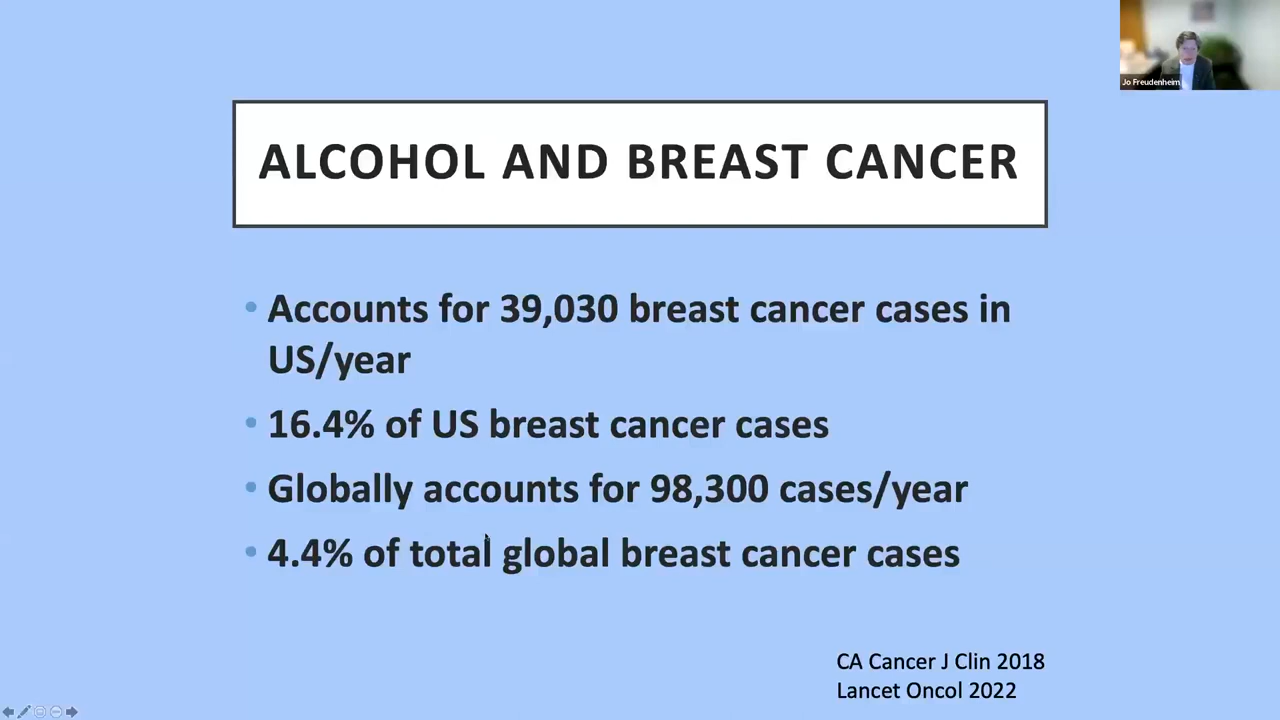 Jo Freudenheim
ALCOHOL AND BREAST CANCER
• Accounts for 39,030 breast cancer cases in
US/year
• 16.4% of US breast cancer cases
• Globally accounts for 98,300 cases/year
• 4.4% of total global breast cancer cases
CA Cancer J Clin 2018
Lancet Oncol 2022